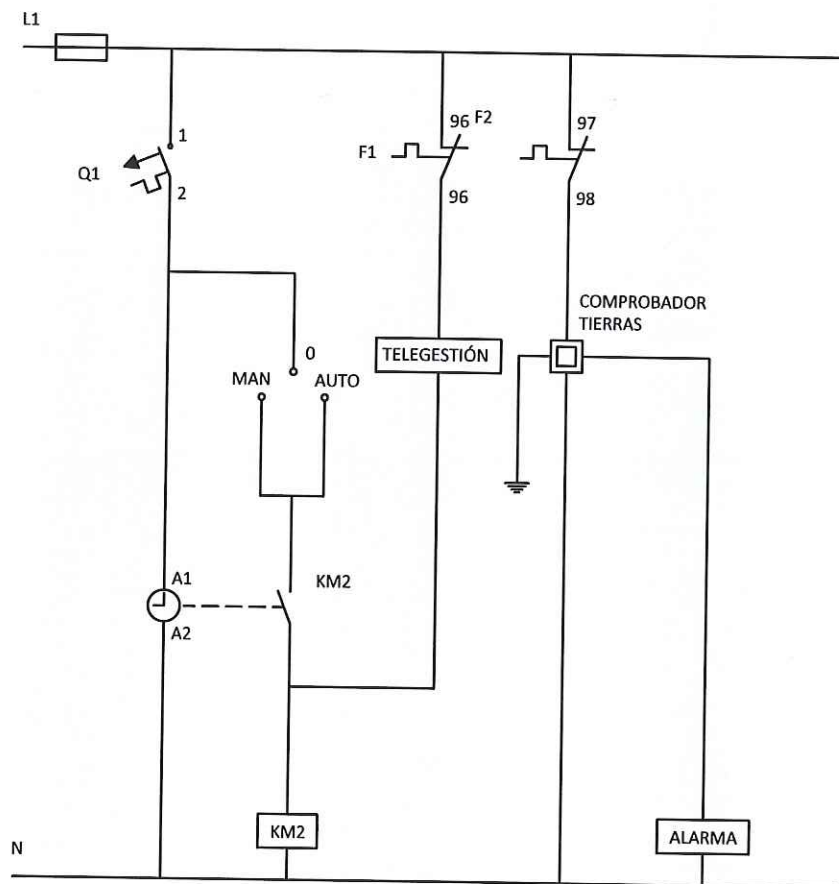 L1
1
Q1
2
96
F2
F1
96
97
98
COMPROBADOR
TIERRAS
0
MAN
AUTO
TELEGESTIÓN
A1
A2
KM2
KM2
ALARMA
N